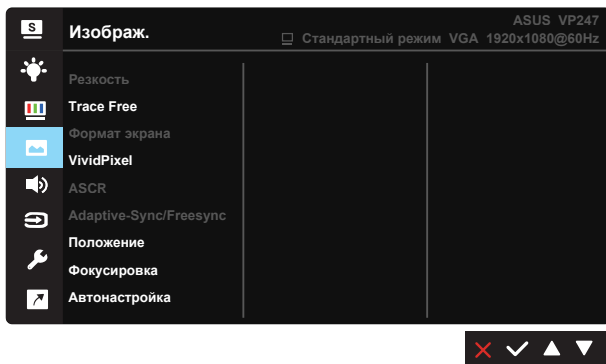 S
Изображ.
ASUS VP247
Стандартный режим VGA 1920x1080@60Hz
Резкость
Trace Free
Формат экрана
VividPixel
ASCR
Adaptive-Sync/Freesync
Положение
Фокусировка
Автонастройка